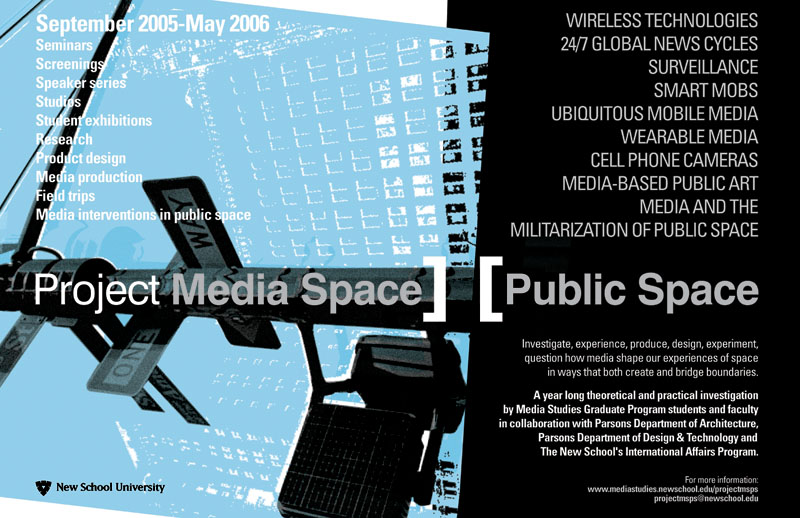 September 2005-May 2006
Seminars
Screenings
Speaker series
Studios
Student exhibitions
Research
Product design
Media production
Field trips
Media interventions in public space
WIRELESS TECHNOLOGIES
24/7 GLOBAL NEWS CYCLES
SURVEILLANCE
SMART MOBS
UBIQUITOUS MOBILE MEDIA
WEARABLE MEDIA
CELL PHONE CAMERAS
MEDIA-BASED PUBLIC ART
MEDIA AND THE
MILITARIZATION OF PUBLIC SPACE
WAY
Project Media Space] [Public Space
ONE
Investigate, experience, produce, design, experiment,
question how media shape our experiences of space
in ways that both create and bridge boundaries.
A year long theoretical and practical investigation
by Media Studies Graduate Program students and faculty
in collaboration with Parsons Department of Architecture,
Parsons Department of Design & Technology and
The New School's International Affairs Program.
For more information:
www.mediastudies.newschool.edu/projectmsps
projectmsps@newschool.edu
New School University